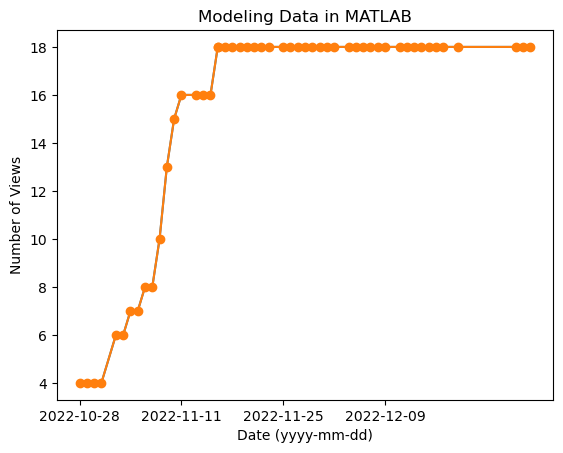 Modeling Data in MATLAB
Number of Views
18
16
14
12
10
8
6
4
2022-10-28 2022-11-11 2022-11-25 2022-12-09
Date (yyyy-mm-dd)